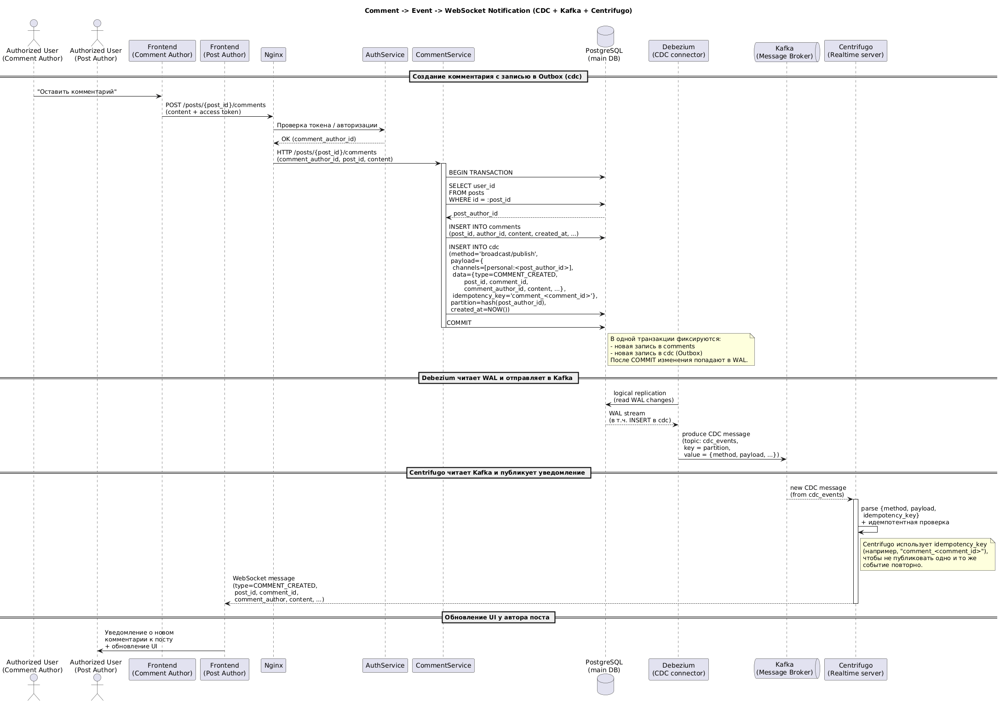 Comment -> Event -> WebSocket Notification (CDC + Kafka + Centrifugo)
Authorized User
(Comment Author)
Authorized User
(Post Author)
Frontend
(Comment Author)
Frontend
(Post Author)
Nginx
AuthService
CommentService
PostgreSQL
(main DB)
Debezium
(CDC connector)
Kafka
(Message Broker)
Centrifugo
(Realtime server)
Создание комментария с записью в Outbox (cdc)
"Оставить комментарий"
POST /posts/{post_id}/comments
(content + access token)
Проверка токена / авторизации
OK (comment_author_id)
HTTP /posts/{post_id}/comments
(comment_author_id, post_id, content)
BEGIN TRANSACTION
SELECT user_id
FROM posts
WHERE id = :post_id
post_author_id
INSERT INTO comments
(post_id, author_id, content, created_at, ...)
INSERT INTO cdc
(method='broadcast/publish',
payload={
channels=[personal:<post_author_id>],
data={type=COMMENT_CREATED,
post_id, comment_id,
comment_author_id, content, ...},
idempotency_key='comment_<comment_id>'},
partition=hash(post_author_id),
created_at=NOW())
COMMIT
В одной транзакции фиксируются:
- новая запись в comments
- новая запись в cdc (Outbox)
После COMMIT изменения попадают в WAL.
Debezium читает WAL и отправляет в Kafka
logical replication
(read WAL changes)
WAL stream
(в т.ч. INSERT в cdc)
produce CDC message
(topic: cdc_events,
key = partition,
value = {method, payload, ...})
Centrifugo читает Kafka и публикует уведомление
new CDC message
(from cdc_events)
parse {method, payload,
idempotency_key}
+ идемпотентная проверка
Centrifugo использует idempotency_key
(например, "comment_<comment_id>"),
чтобы не публиковать одно и то же
событие повторно.
WebSocket message
(type=COMMENT_CREATED,
post_id, comment_id,
comment_author, content, ...)
Обновление UI у автора поста
Уведомление о новом
комментарии к посту
+ обновление UI
Authorized User
(Comment Author)
Authorized User
(Post Author)
Frontend
(Comment Author)
Frontend
(Post Author)
Nginx
AuthService
CommentService
PostgreSQL
(main DB)
Debezium
(CDC connector)
Kafka
(Message Broker)
Centrifugo
(Realtime server)